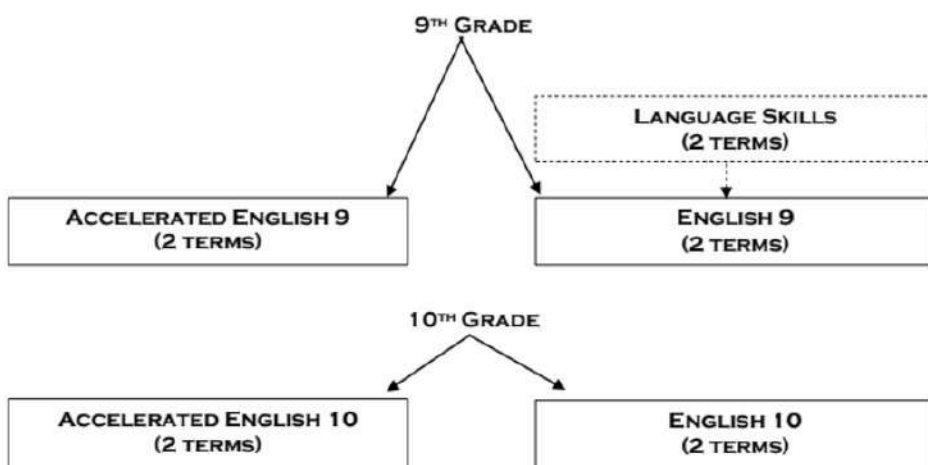 9TH GRADE
LANGUAGE SKILLS
(2 TERMS)
ACCELERATED ENGLISH 9
(2 TERMS)
ENGLISH 9
(2 TERMS)
10TH GRADE
ACCELERATED ENGLISH 10
(2 TERMS)
ENGLISH 10
(2 TERMS)